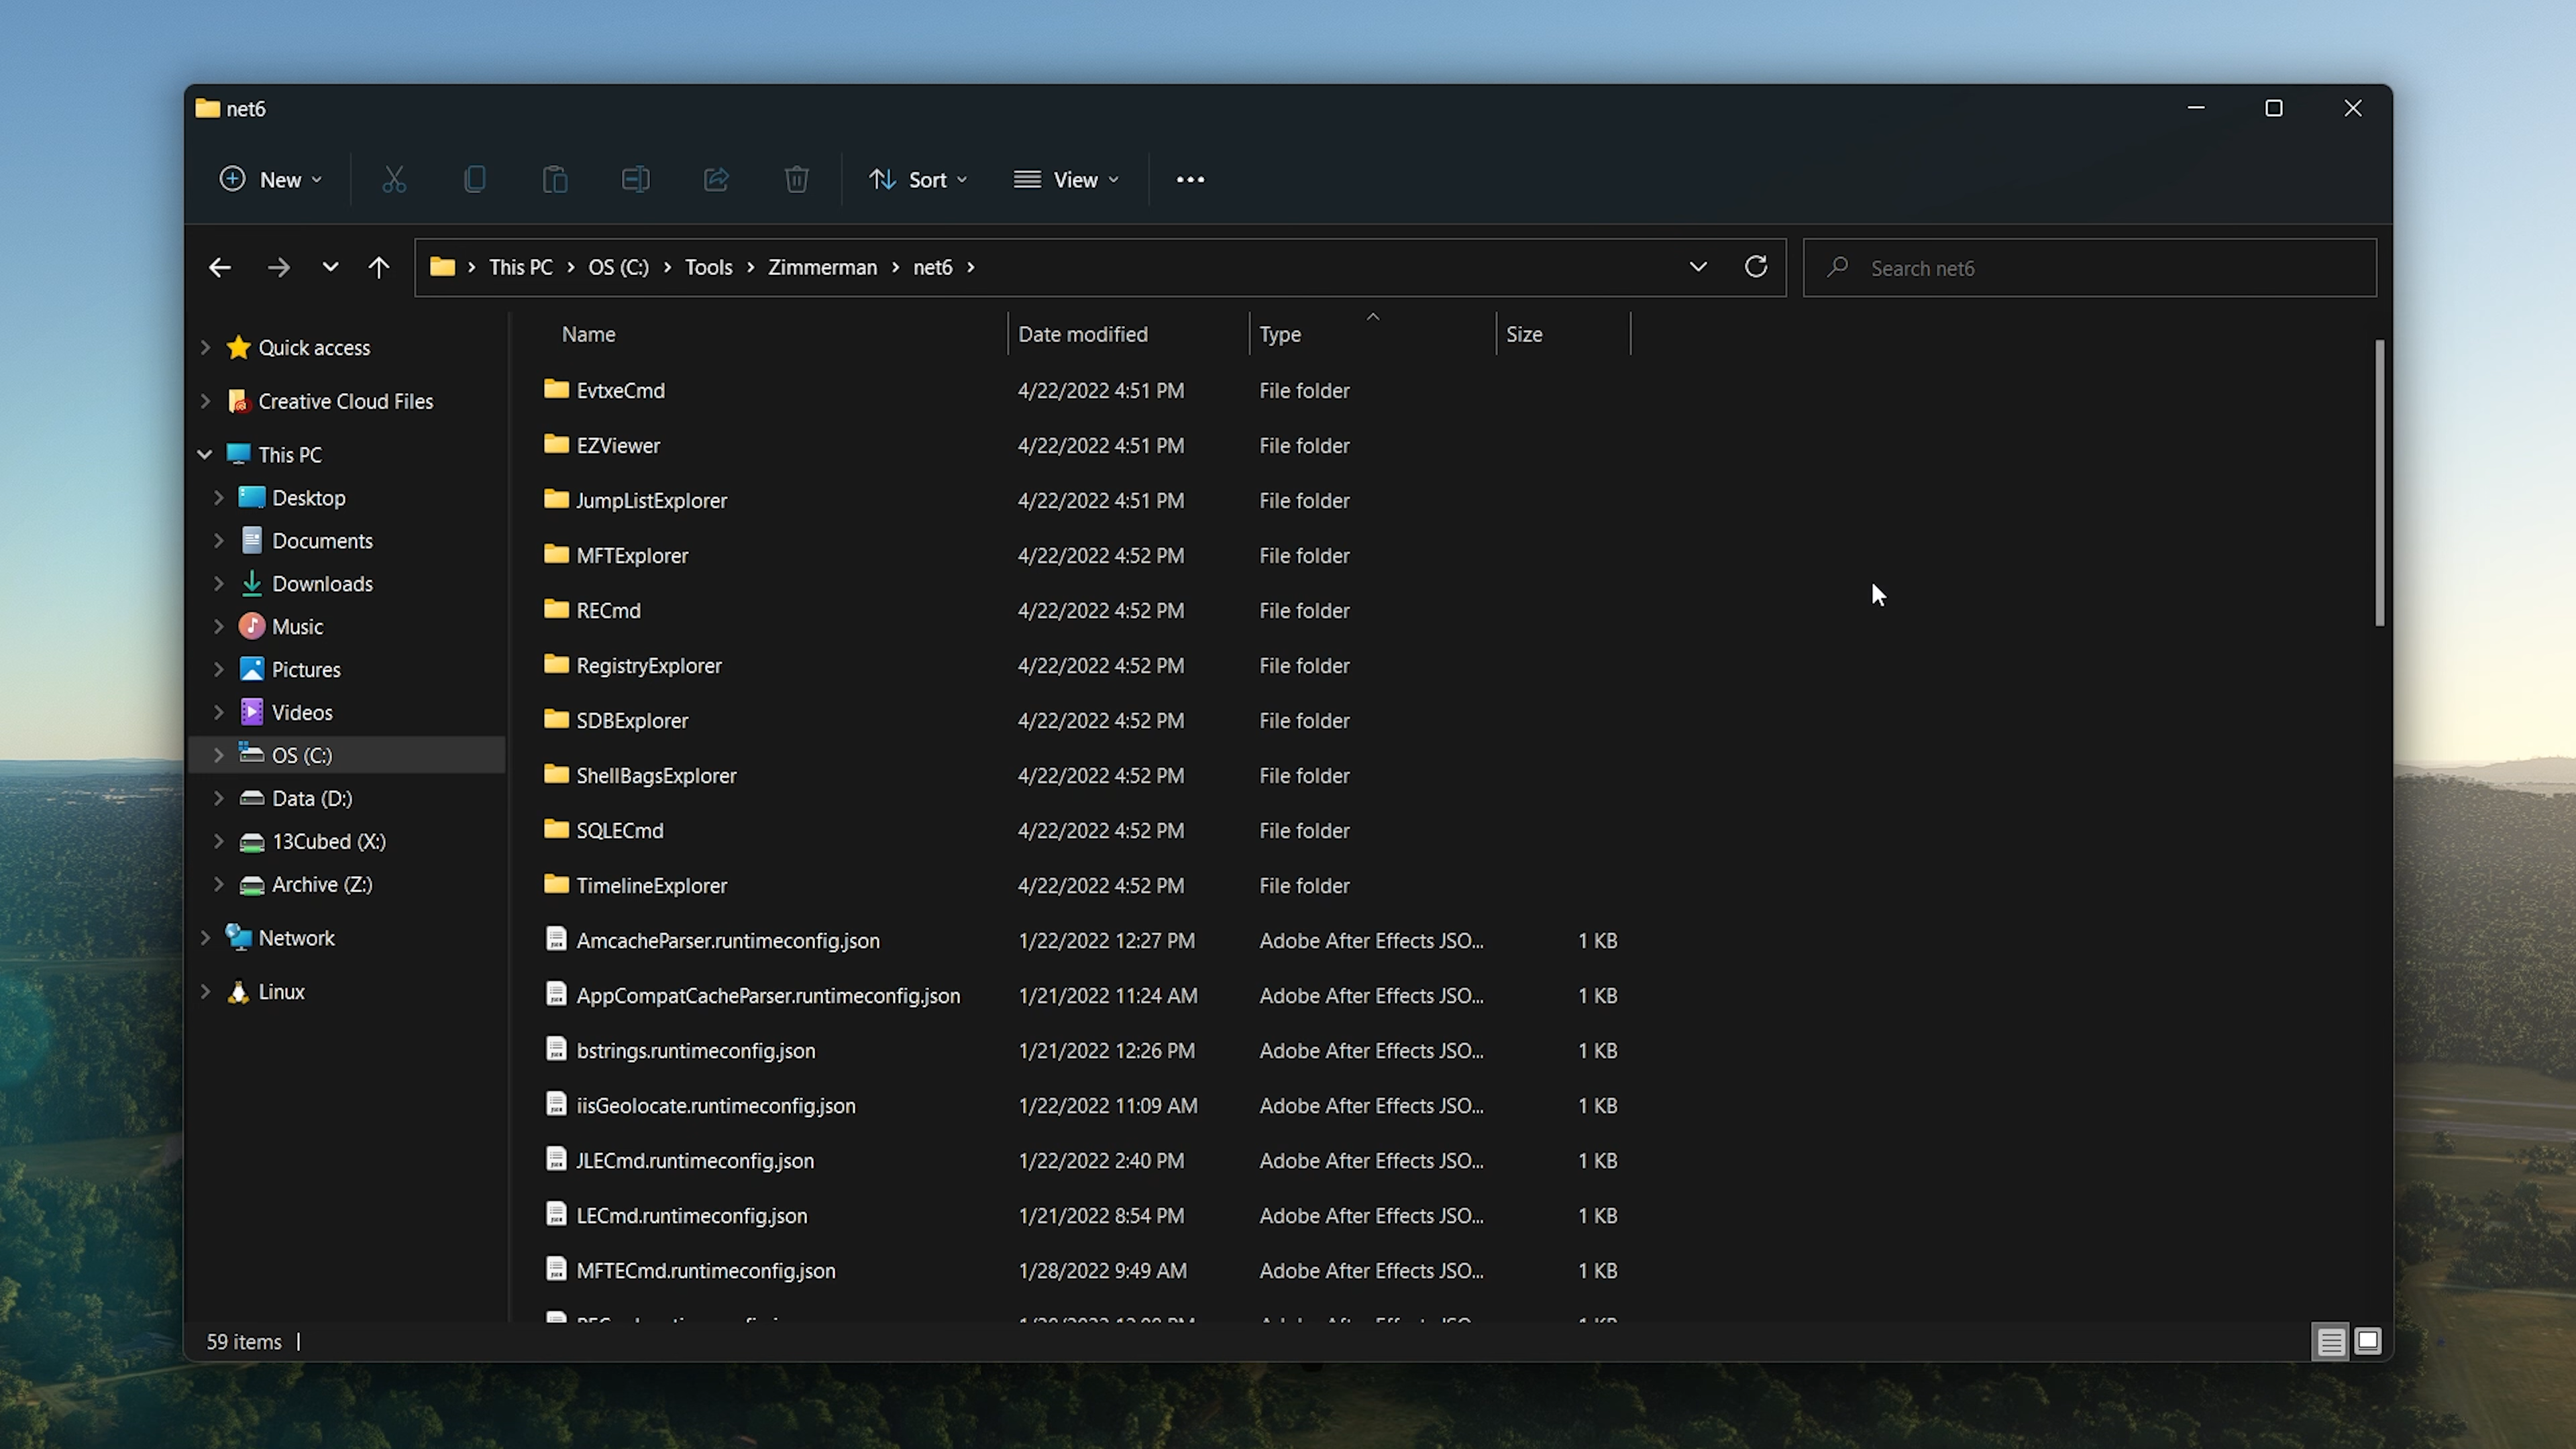 net6
New
Sort
View
This PC > OS (C:) > Tools > Zimmerman > net6 >
Search net6
Quick access
Creative Cloud Files
This PC
Desktop
Documents
Downloads
Music
Pictures
Videos
OS (C:)
Data (D:)
13Cubed (X:)
Archive (Z:)
Network
Linux
Name Date modified Type Size
EvtxeCmd 4/22/2022 4:51 PM File folder
EZViewer 4/22/2022 4:51 PM File folder
JumpListExplorer 4/22/2022 4:51 PM File folder
MFTExplorer 4/22/2022 4:52 PM File folder
RECmd 4/22/2022 4:52 PM File folder
RegistryExplorer 4/22/2022 4:52 PM File folder
SDBExplorer 4/22/2022 4:52 PM File folder
ShellBagsExplorer 4/22/2022 4:52 PM File folder
SQLECmd 4/22/2022 4:52 PM File folder
TimelineExplorer 4/22/2022 4:52 PM File folder
AmcacheParser.runtimeconfig.json 1/22/2022 12:27 PM Adobe After Effects JSO... 1 KB
AppCompatCacheParser.runtimeconfig.json 1/21/2022 11:24 AM Adobe After Effects JSO... 1 KB
bstrings.runtimeconfig.json 1/21/2022 12:26 PM Adobe After Effects JSO... 1 KB
iisGeolocate.runtimeconfig.json 1/22/2022 11:09 AM Adobe After Effects JSO... 1 KB
JLECmd.runtimeconfig.json 1/22/2022 2:40 PM Adobe After Effects JSO... 1 KB
LECmd.runtimeconfig.json 1/21/2022 8:54 PM Adobe After Effects JSO... 1 KB
MFTECmd.runtimeconfig.json 1/28/2022 9:49 AM Adobe After Effects JSO... 1 KB
59 items